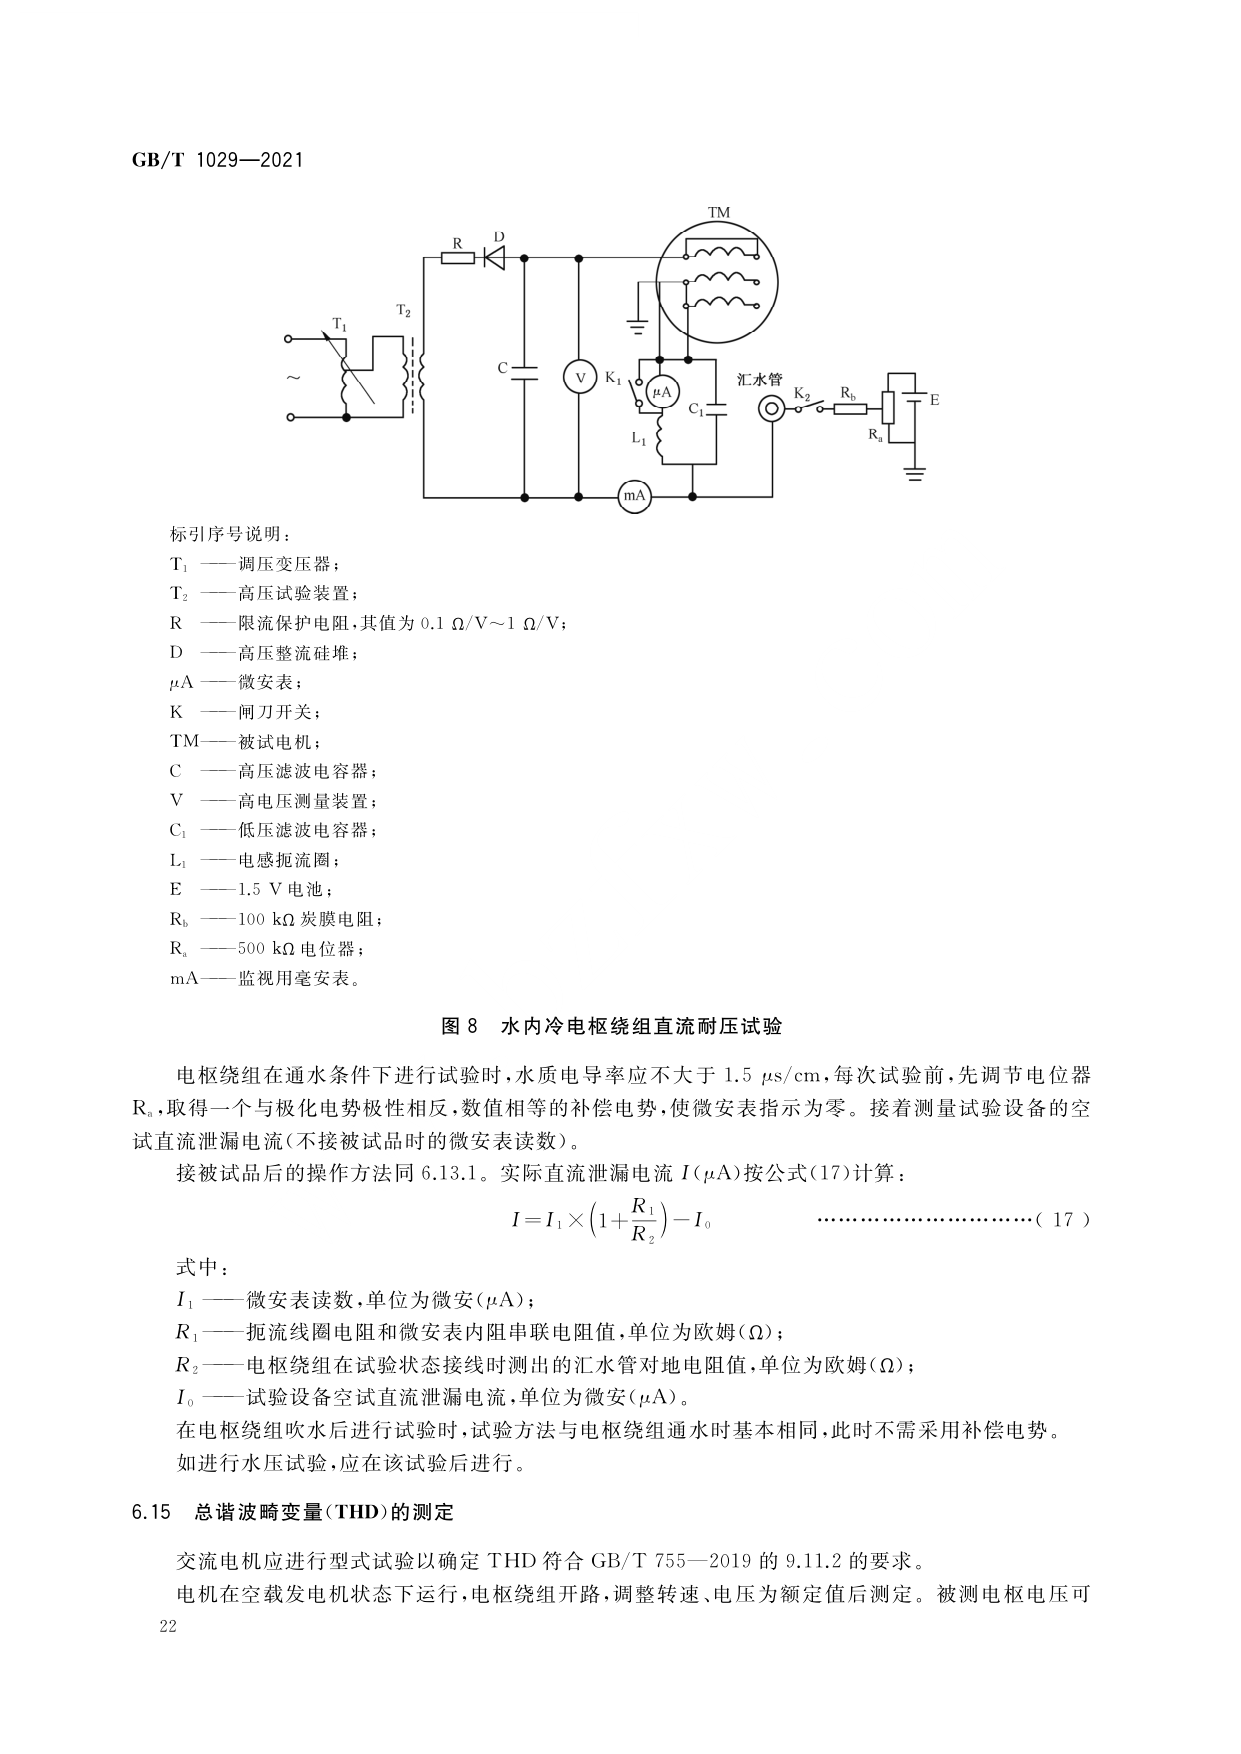 GB/T 1029—2021
TM
R
D
T₂
T₁
~
C
V
K₁
μA
C₁
L₁
mA
汇水管
K₂
R_b
R_a
E
标引序号说明:
T₁ ——调压变压器;
T₂ ——高压试验装置;
R ——限流保护电阻,其值为 0.1 Ω/V～1 Ω/V;
D ——高压整流硅堆;
μA ——微安表;
K ——闸刀开关;
TM——被试电机;
C ——高压滤波电容器;
V ——高电压测量装置;
C₁ ——低压滤波电容器;
L₁ ——电感扼流圈;
E ——1.5 V 电池;
R_b ——100 kΩ 炭膜电阻;
R_a ——500 kΩ 电位器;
mA——监视用毫安表。
图 8 水内冷电枢绕组直流耐压试验
电枢绕组在通水条件下进行试验时,水质电导率应不大于 1.5 μs/cm,每次试验前,先调节电位器
R_a,取得一个与极化电势极性相反,数值相等的补偿电势,使微安表指示为零。接着测量试验设备的空
试直流泄漏电流(不接被试品时的微安表读数)。
接被试品后的操作方法同 6.13.1。实际直流泄漏电流 I(μA)按公式(17)计算:
I=I₁×(1+R₁/R₂)−I₀ ………………………( 17 )
式中:
I₁ ——微安表读数,单位为微安(μA);
R₁——扼流线圈电阻和微安表内阻串联电阻值,单位为欧姆(Ω);
R₂——电枢绕组在试验状态接线时测出的汇水管对地电阻值,单位为欧姆(Ω);
I₀ ——试验设备空试直流泄漏电流,单位为微安(μA)。
在电枢绕组吹水后进行试验时,试验方法与电枢绕组通水时基本相同,此时不需采用补偿电势。
如进行水压试验,应在该试验后进行。
6.15 总谐波畸变量(THD)的测定
交流电机应进行型式试验以确定 THD 符合 GB/T 755—2019 的 9.11.2 的要求。
电机在空载发电机状态下运行,电枢绕组开路,调整转速、电压为额定值后测定。被测电枢电压可
22